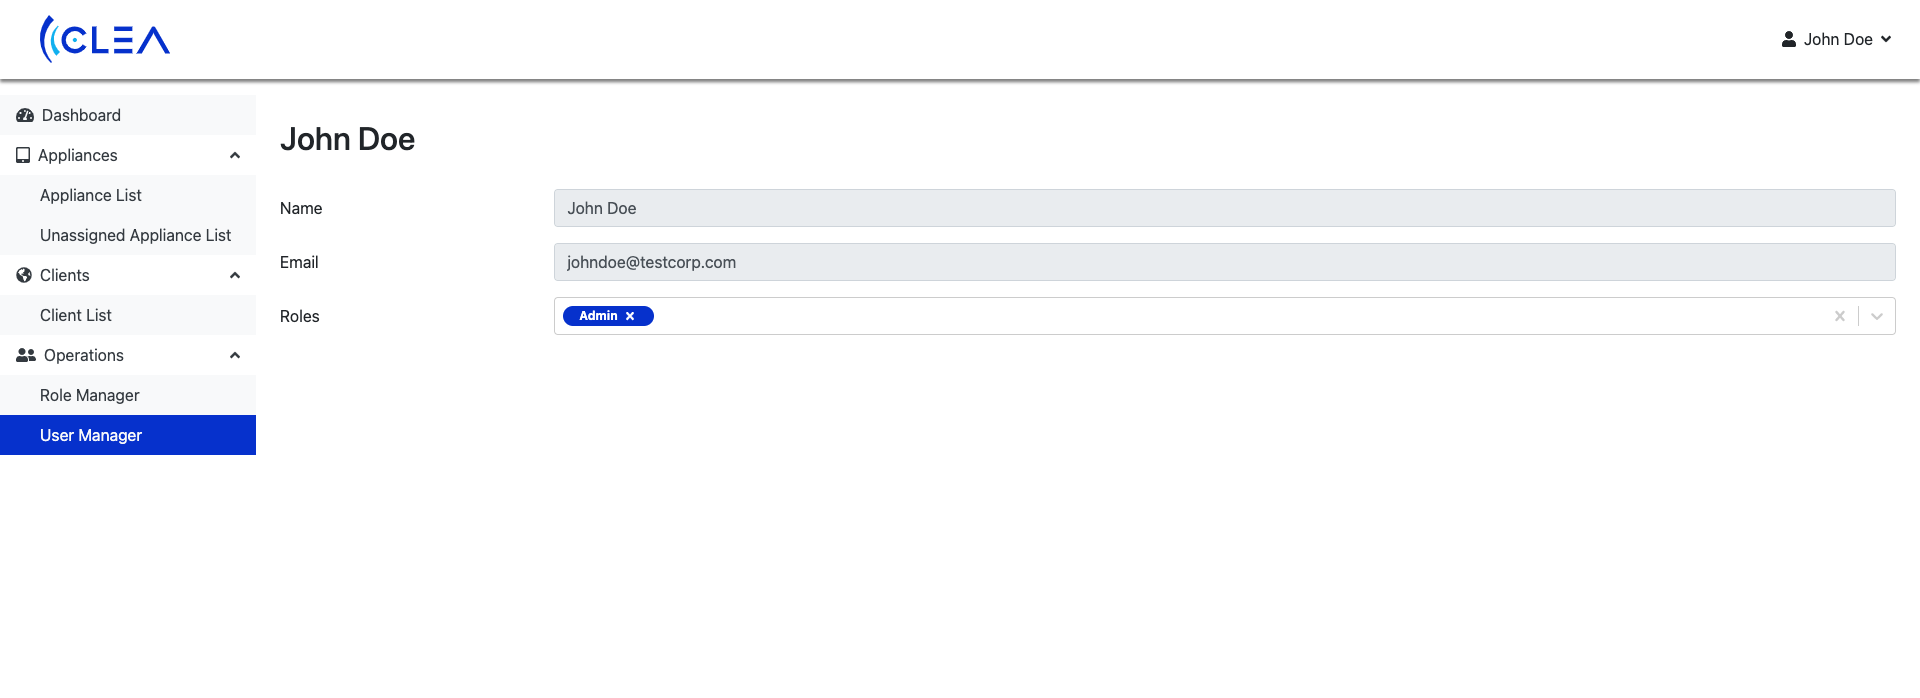 CLEA
John Doe
Dashboard
Appliances
Appliance List
Unassigned Appliance List
Clients
Client List
Operations
Role Manager
User Manager
John Doe
Name
John Doe
Email
johndoe@testcorp.com
Roles
Admin